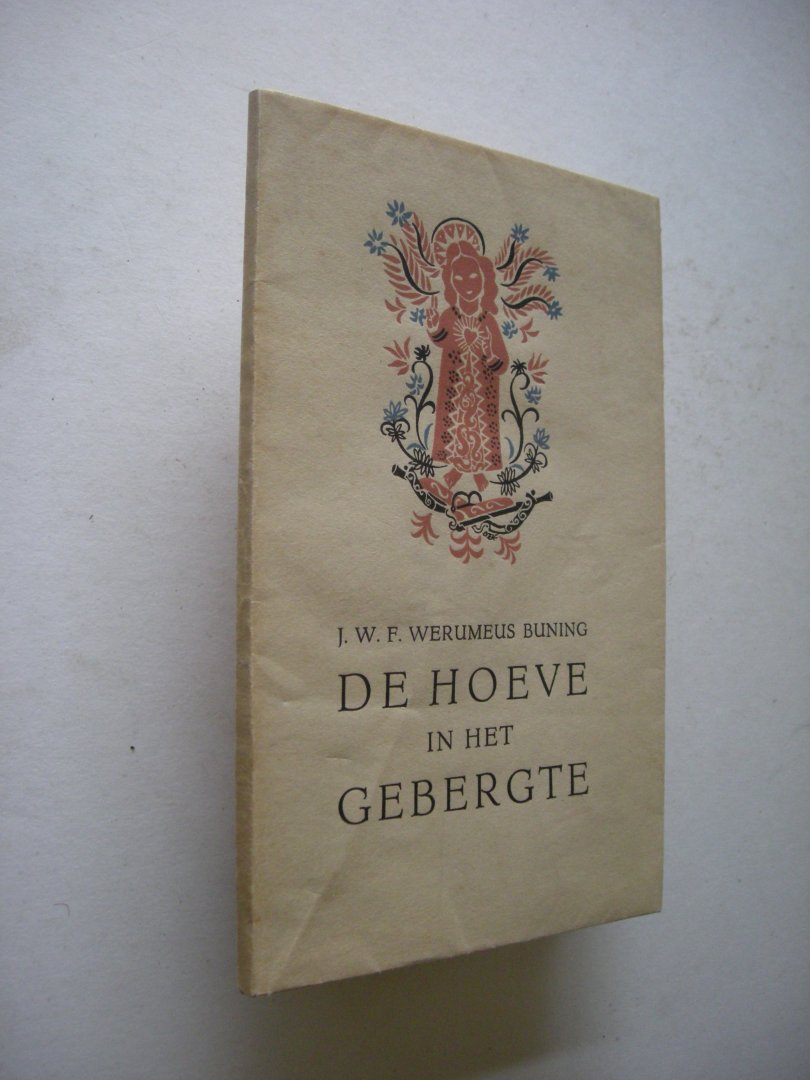 J. W. F. WERUMEUS BUNING
DE HOEVE
IN HET
GEBERGTE